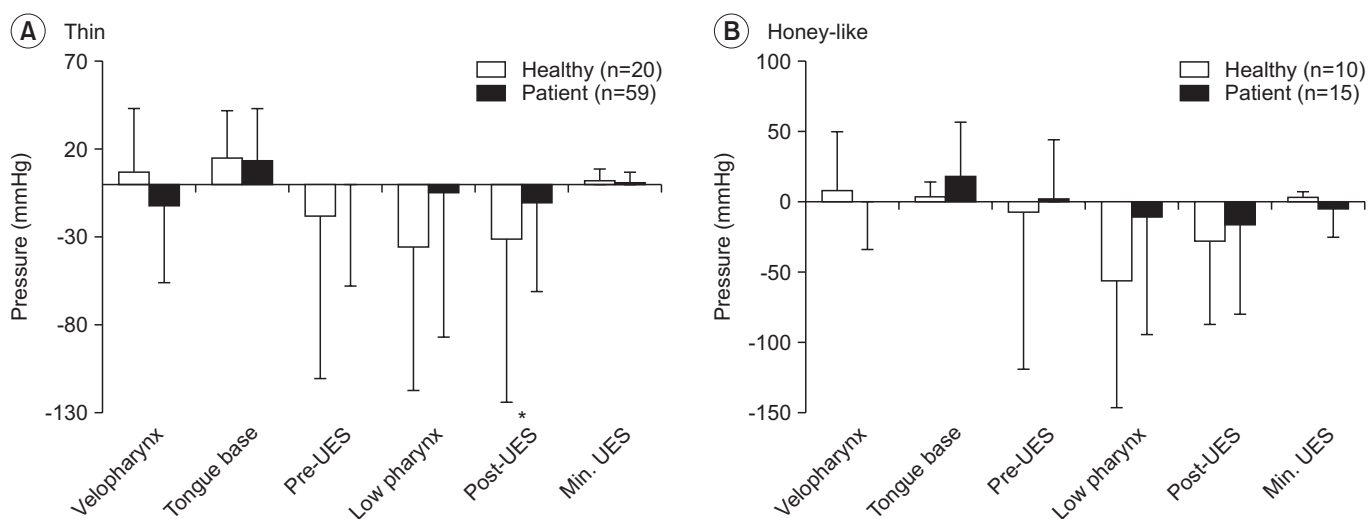 A Thin
70
20
-30
-80
-130
Pressure (mmHg)
Healthy (n=20)
Patient (n=59)
*
Velopharynx
Tongue base
Pre-UES
Low pharynx
Post-UES
Min. UES
B Honey-like
100
50
0
-50
-100
-150
Pressure (mmHg)
Healthy (n=10)
Patient (n=15)
Velopharynx
Tongue base
Pre-UES
Low pharynx
Post-UES
Min. UES